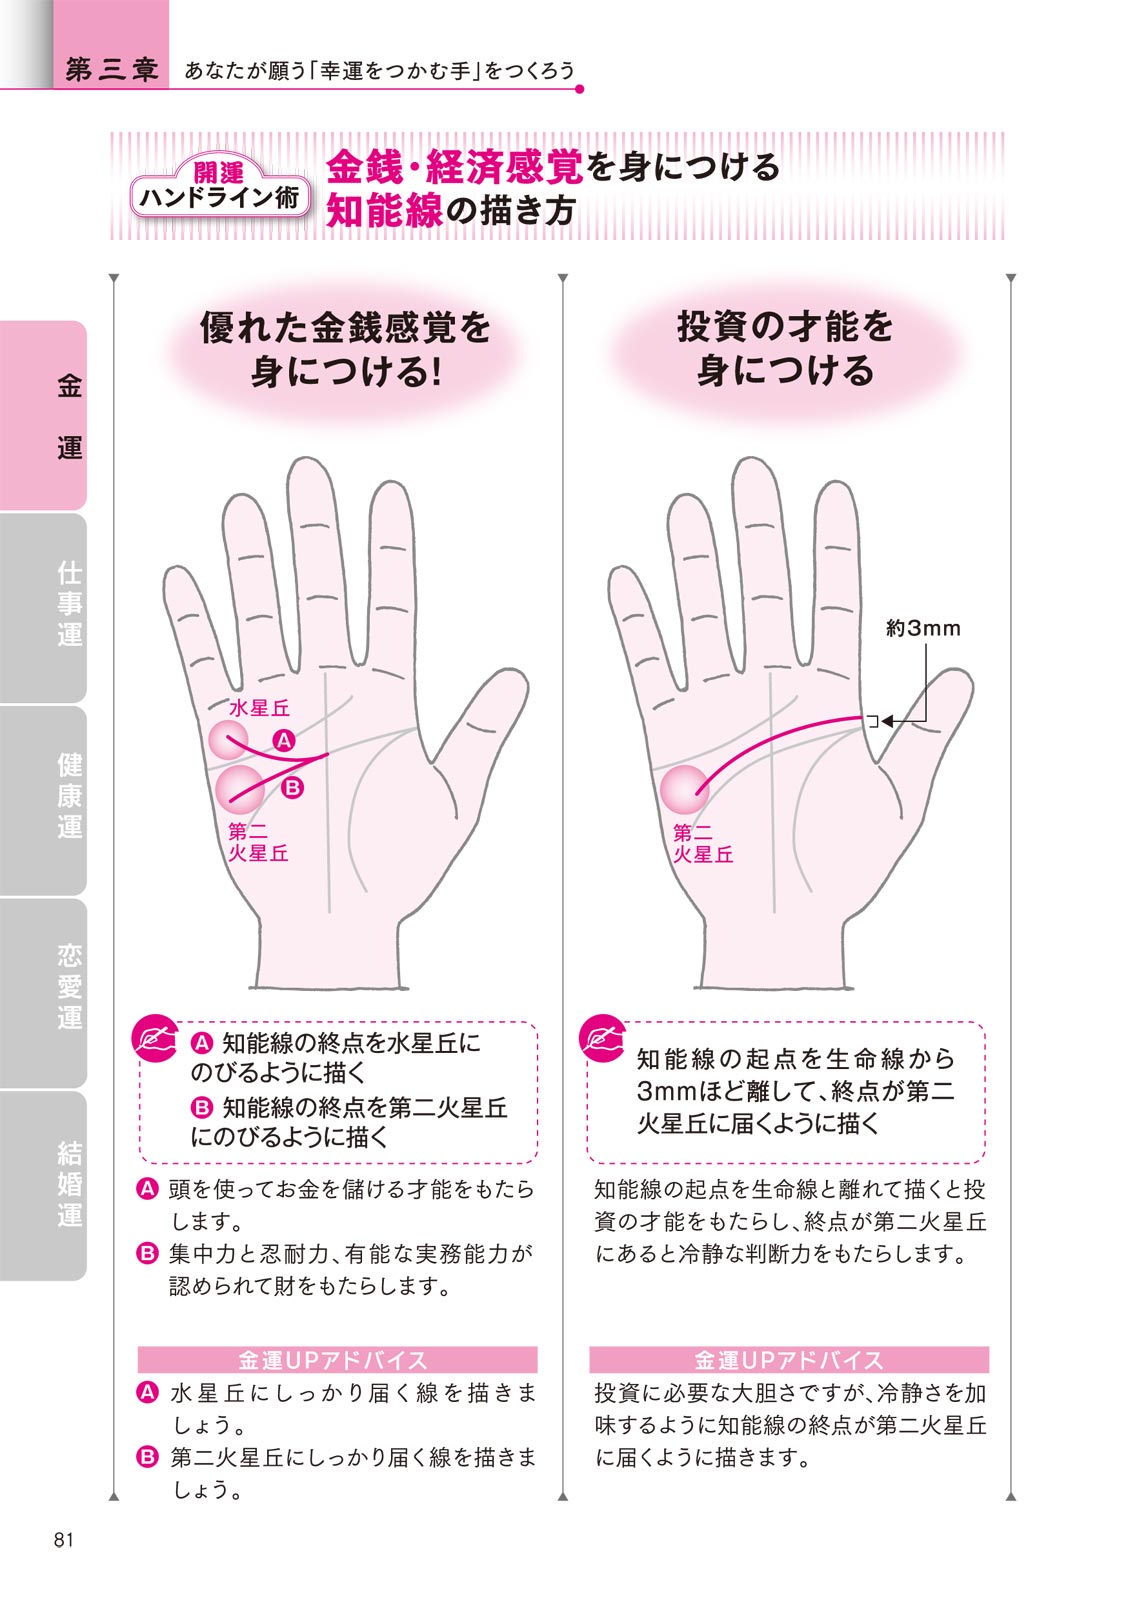 第三章 あなたが願う「幸運をつかむ手」をつくろう
開運
ハンドライン術
金銭・経済感覚を身につける
知能線の描き方
金運
仕事運
健康運
恋愛運
結婚運
優れた金銭感覚を
身につける!
水星丘
A
B
第二
火星丘
A 知能線の終点を水星丘に
のびるように描く
B 知能線の終点を第二火星丘
にのびるように描く
A 頭を使ってお金を儲ける才能をもたら
します。
B 集中力と忍耐力、有能な実務能力が
認められて財をもたらします。
金運UPアドバイス
A 水星丘にしっかり届く線を描きま
しょう。
B 第二火星丘にしっかり届く線を描きま
しょう。
投資の才能を
身につける
約3mm
第二
火星丘
知能線の起点を生命線から
3mmほど離して、終点が第二
火星丘に届くように描く
知能線の起点を生命線と離れて描くと投
資の才能をもたらし、終点が第二火星丘
にあると冷静な判断力をもたらします。
金運UPアドバイス
投資に必要な大胆さですが、冷静さを加
味するように知能線の終点が第二火星丘
に届くように描きます。
81